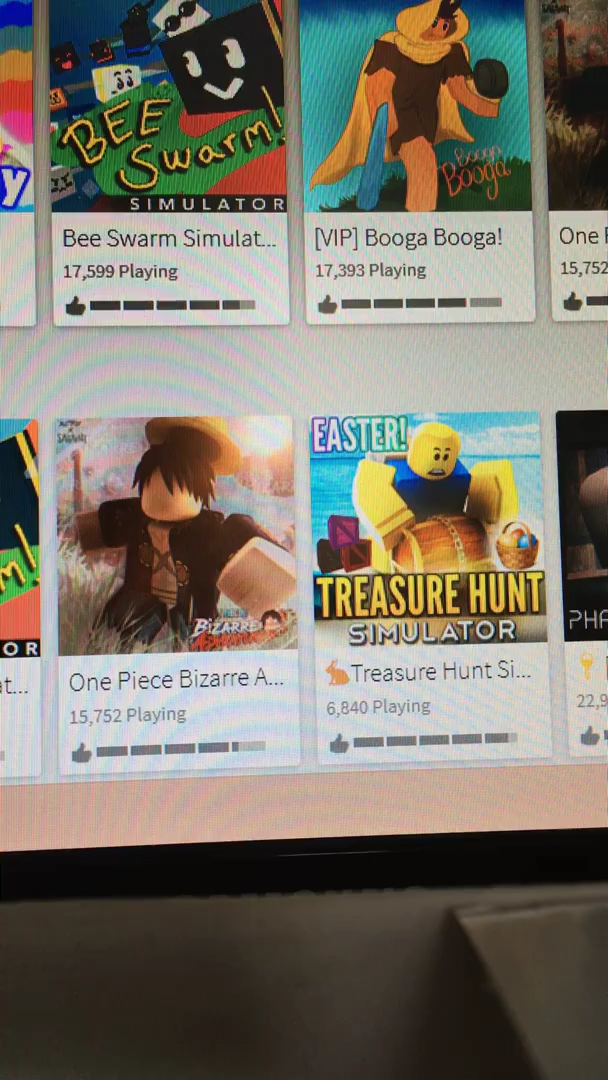 y
BEE
Swarm!
SIMULATOR
Booga
Booga
Bee Swarm Simulat...
[VIP] Booga Booga!
One
17,599 Playing
17,393 Playing
15,752
EASTER!
m!
OR
BIZARRE
TREASURE HUNT
SIMULATOR
PHA
at...
One Piece Bizarre A...
Treasure Hunt Si...
15,752 Playing
6,840 Playing
22,9